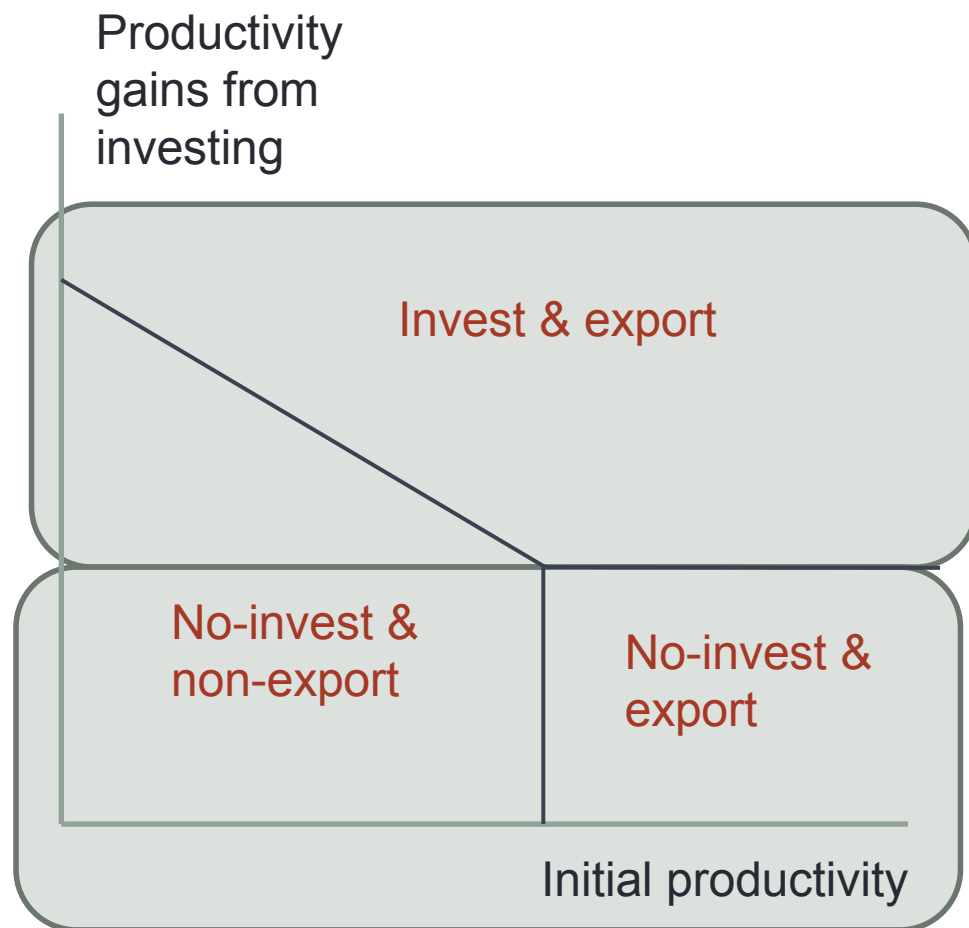 Productivity
gains from
investing
Invest & export
No-invest &
non-export
No-invest &
export
Initial productivity